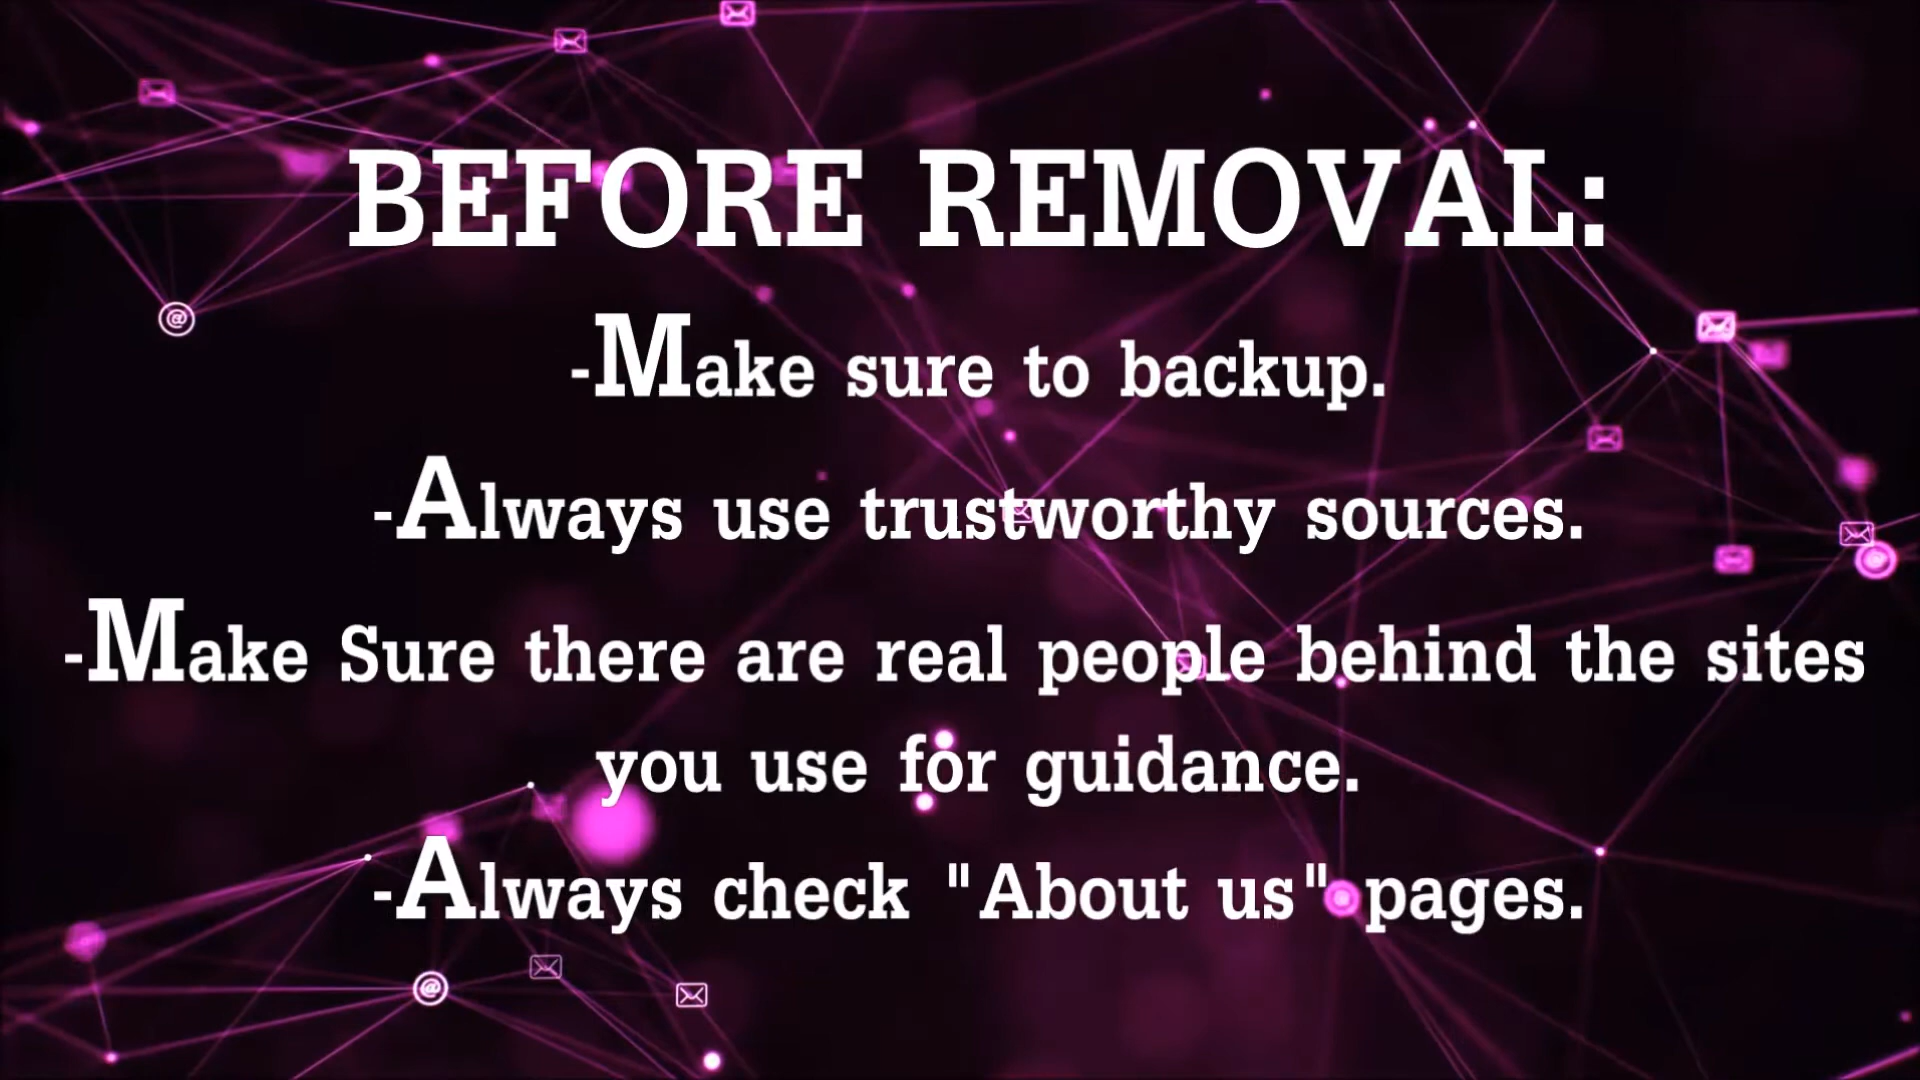 BEFORE REMOVAL:
-Make sure to backup.
-Always use trustworthy sources.
-Make Sure there are real people behind the sites
you use for guidance.
-Always check "About us" pages.